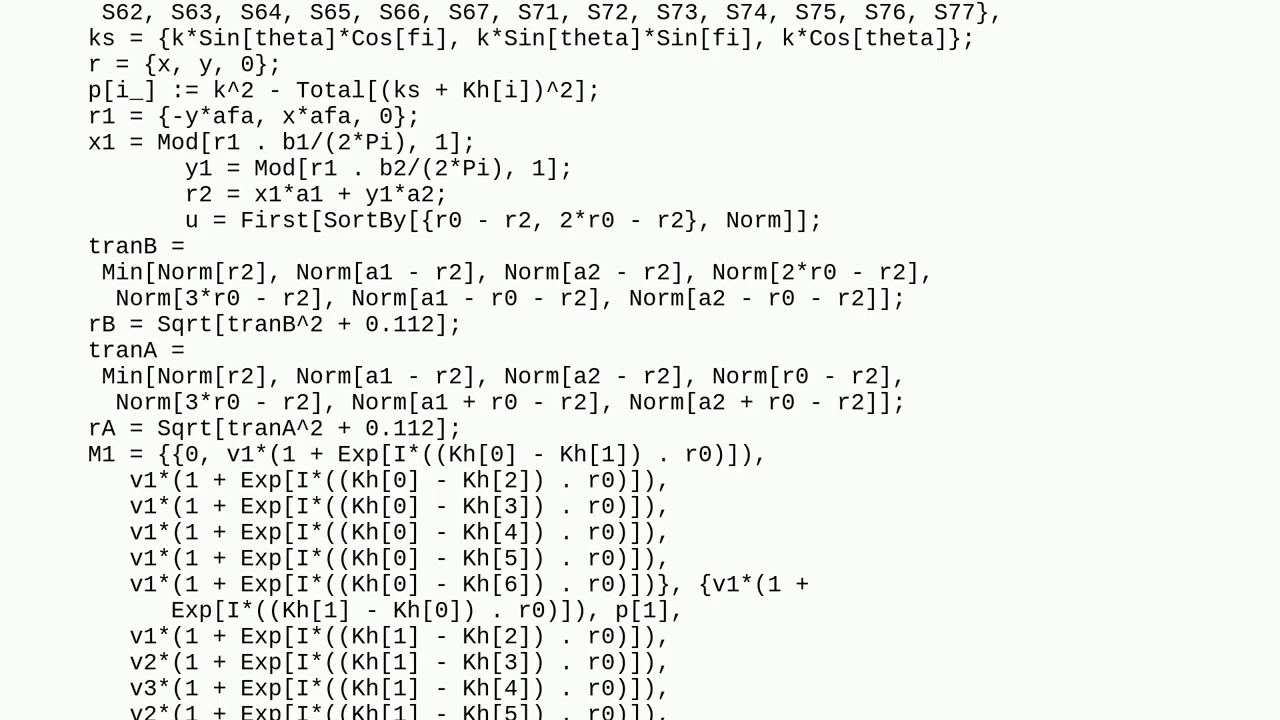 S62, S63, S64, S65, S66, S67, S71, S72, S73, S74, S75, S76, S77},
ks = {k*Sin[theta]*Cos[fi], k*Sin[theta]*Sin[fi], k*Cos[theta]};
r = {x, y, 0};
p[i_] := k^2 - Total[(ks + Kh[i])^2];
r1 = {-y*afa, x*afa, 0};
x1 = Mod[r1 . b1/(2*Pi), 1];
y1 = Mod[r1 . b2/(2*Pi), 1];
r2 = x1*a1 + y1*a2;
u = First[SortBy[{r0 - r2, 2*r0 - r2}, Norm]];
tranB =
Min[Norm[r2], Norm[a1 - r2], Norm[a2 - r2], Norm[2*r0 - r2],
Norm[3*r0 - r2], Norm[a1 - r0 - r2], Norm[a2 - r0 - r2]];
rB = Sqrt[tranB^2 + 0.112];
tranA =
Min[Norm[r2], Norm[a1 - r2], Norm[a2 - r2], Norm[r0 - r2],
Norm[3*r0 - r2], Norm[a1 + r0 - r2], Norm[a2 + r0 - r2]];
rA = Sqrt[tranA^2 + 0.112];
M1 = {{0, v1*(1 + Exp[I*((Kh[0] - Kh[1]) . r0)]),
v1*(1 + Exp[I*((Kh[0] - Kh[2]) . r0)]),
v1*(1 + Exp[I*((Kh[0] - Kh[3]) . r0)]),
v1*(1 + Exp[I*((Kh[0] - Kh[4]) . r0)]),
v1*(1 + Exp[I*((Kh[0] - Kh[5]) . r0)]),
v1*(1 + Exp[I*((Kh[0] - Kh[6]) . r0)])}, {v1*(1 +
Exp[I*((Kh[1] - Kh[0]) . r0)]), p[1],
v1*(1 + Exp[I*((Kh[1] - Kh[2]) . r0)]),
v2*(1 + Exp[I*((Kh[1] - Kh[3]) . r0)]),
v3*(1 + Exp[I*((Kh[1] - Kh[4]) . r0)]),
v2*(1 + Exp[I*((Kh[1] - Kh[5]) . r0)]),